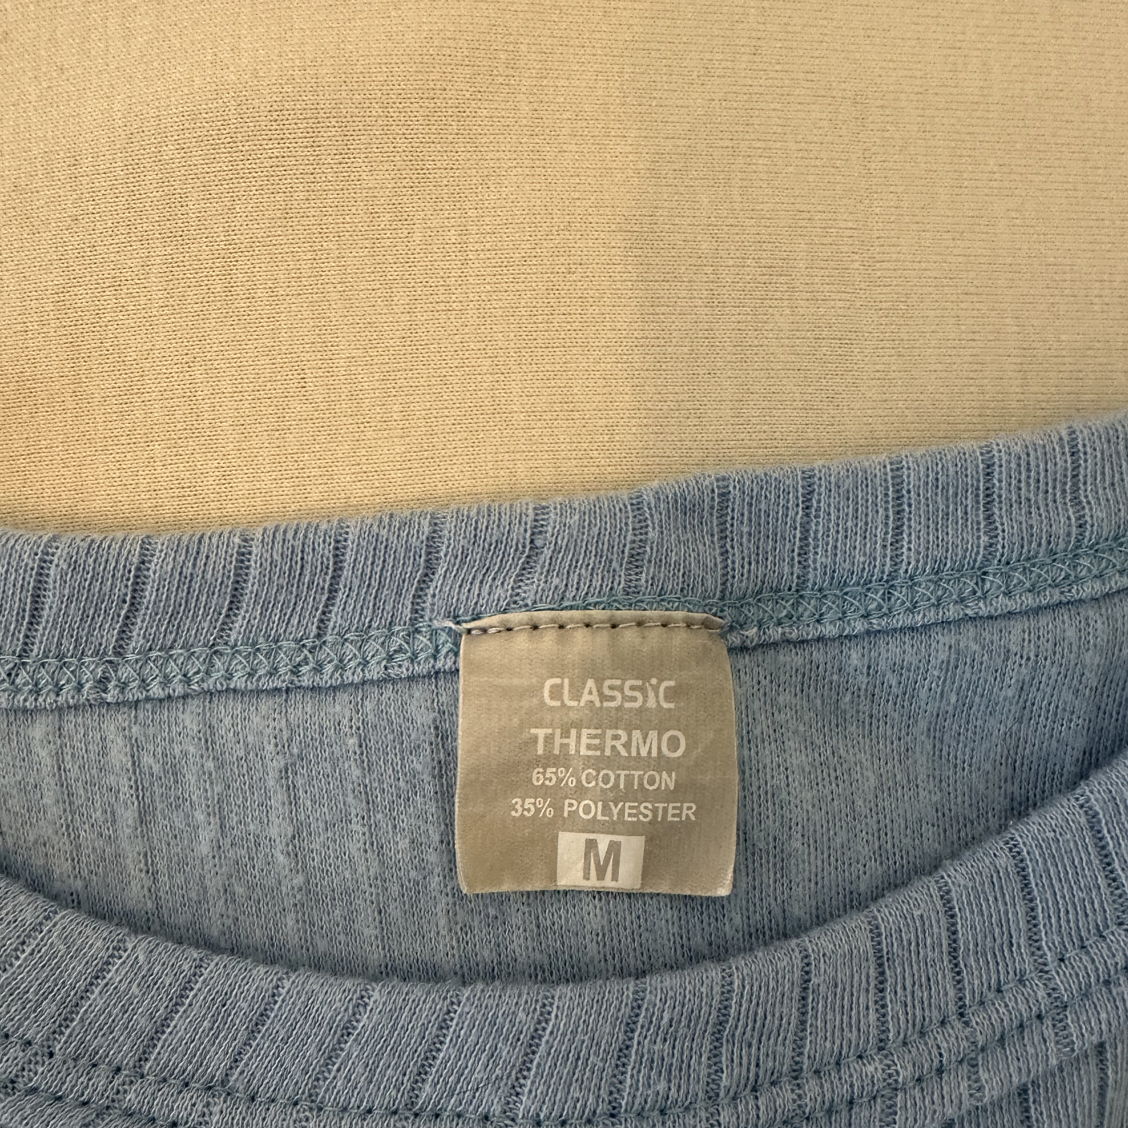 CLASSIC
THERMO
65% COTTON
35% POLYESTER
M